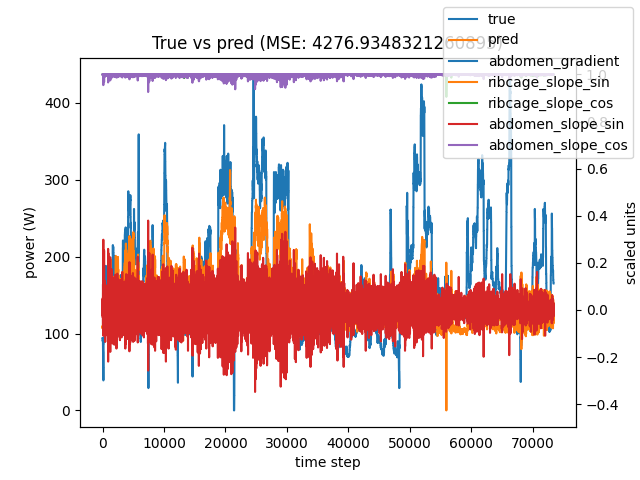 True vs pred (MSE: 4276.9348321260895)
true
pred
abdomen_gradient
ribcage_slope_sin
ribcage_slope_cos
abdomen_slope_sin
abdomen_slope_cos
power (W)
400
300
200
100
0
1.0
0.8
0.6
0.4
0.2
0.0
−0.2
−0.4
scaled units
0
10000
20000
30000
40000
50000
60000
70000
time step